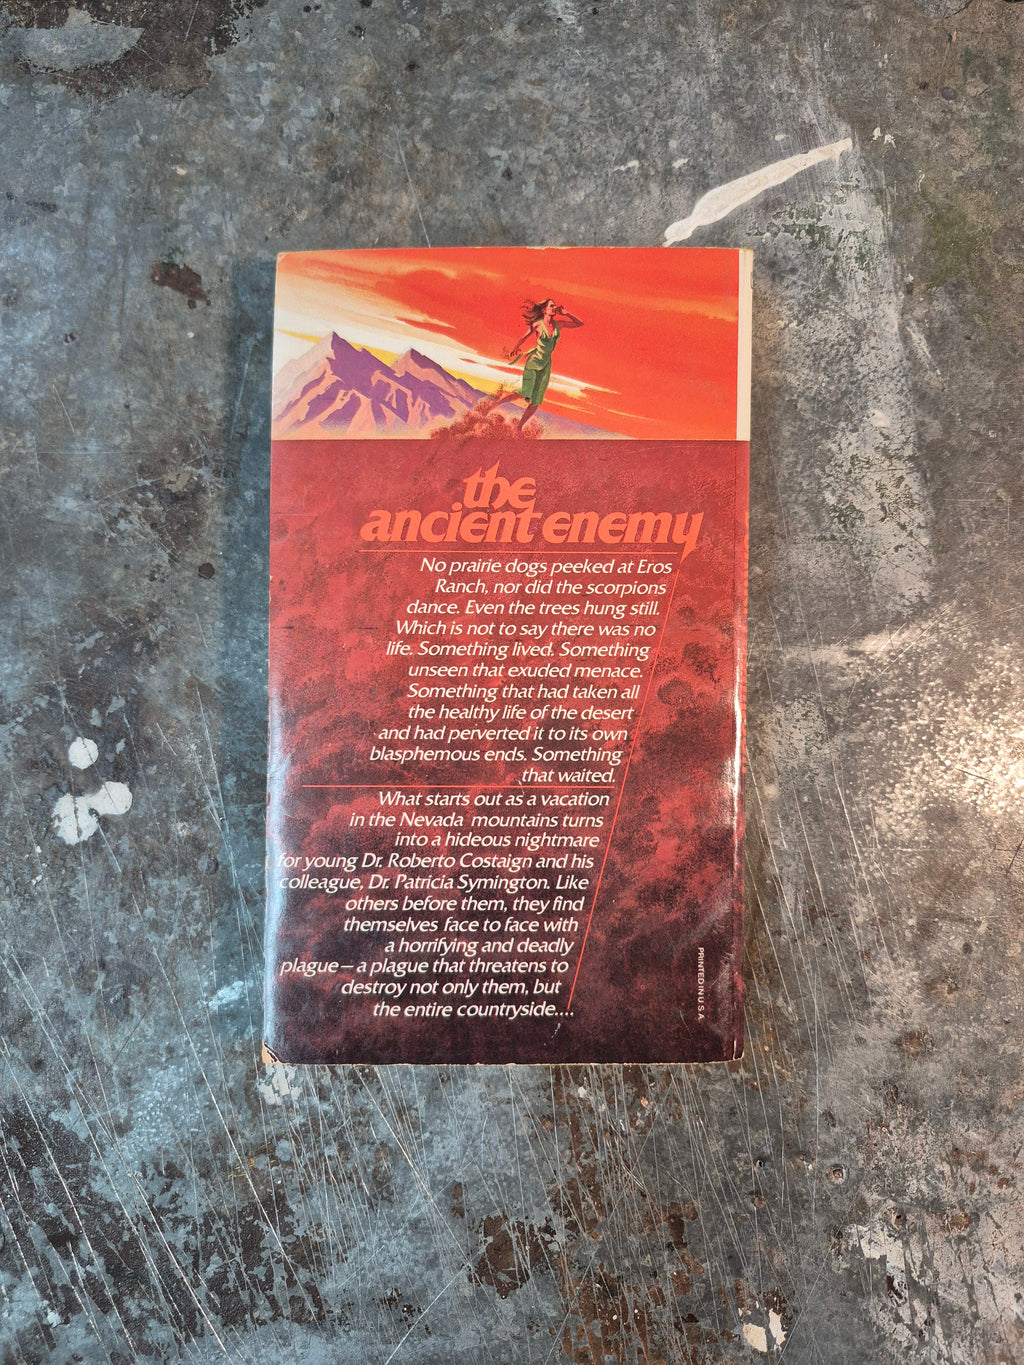 the
ancient enemy
No prairie dogs peeked at Eros
Ranch, nor did the scorpions
dance. Even the trees hung still.
Which is not to say there was no
life. Something lived. Something
unseen that exuded menace.
Something that had taken all
the healthy life of the desert
and had perverted it to its own
blasphemous ends. Something
that waited.
What starts out as a vacation
in the Nevada mountains turns
into a hideous nightmare
for young Dr. Roberto Costaign and his
colleague, Dr. Patricia Symington. Like
others before them, they find
themselves face to face with
a horrifying and deadly
plague—a plague that threatens to
destroy not only them, but
the entire countryside....
PRINTED IN U.S.A.